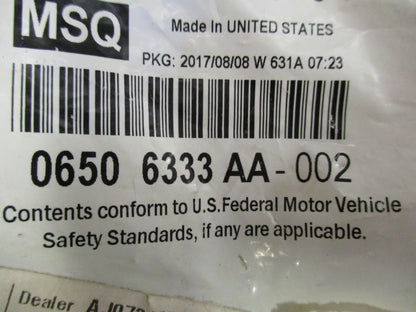 MSQ
Made In UNITED STATES
PKG: 2017/08/08 W 631A 07:23
0650 6333 AA - 002
Contents conform to U.S. Federal Motor Vehicle
Safety Standards, if any are applicable.
Dealer